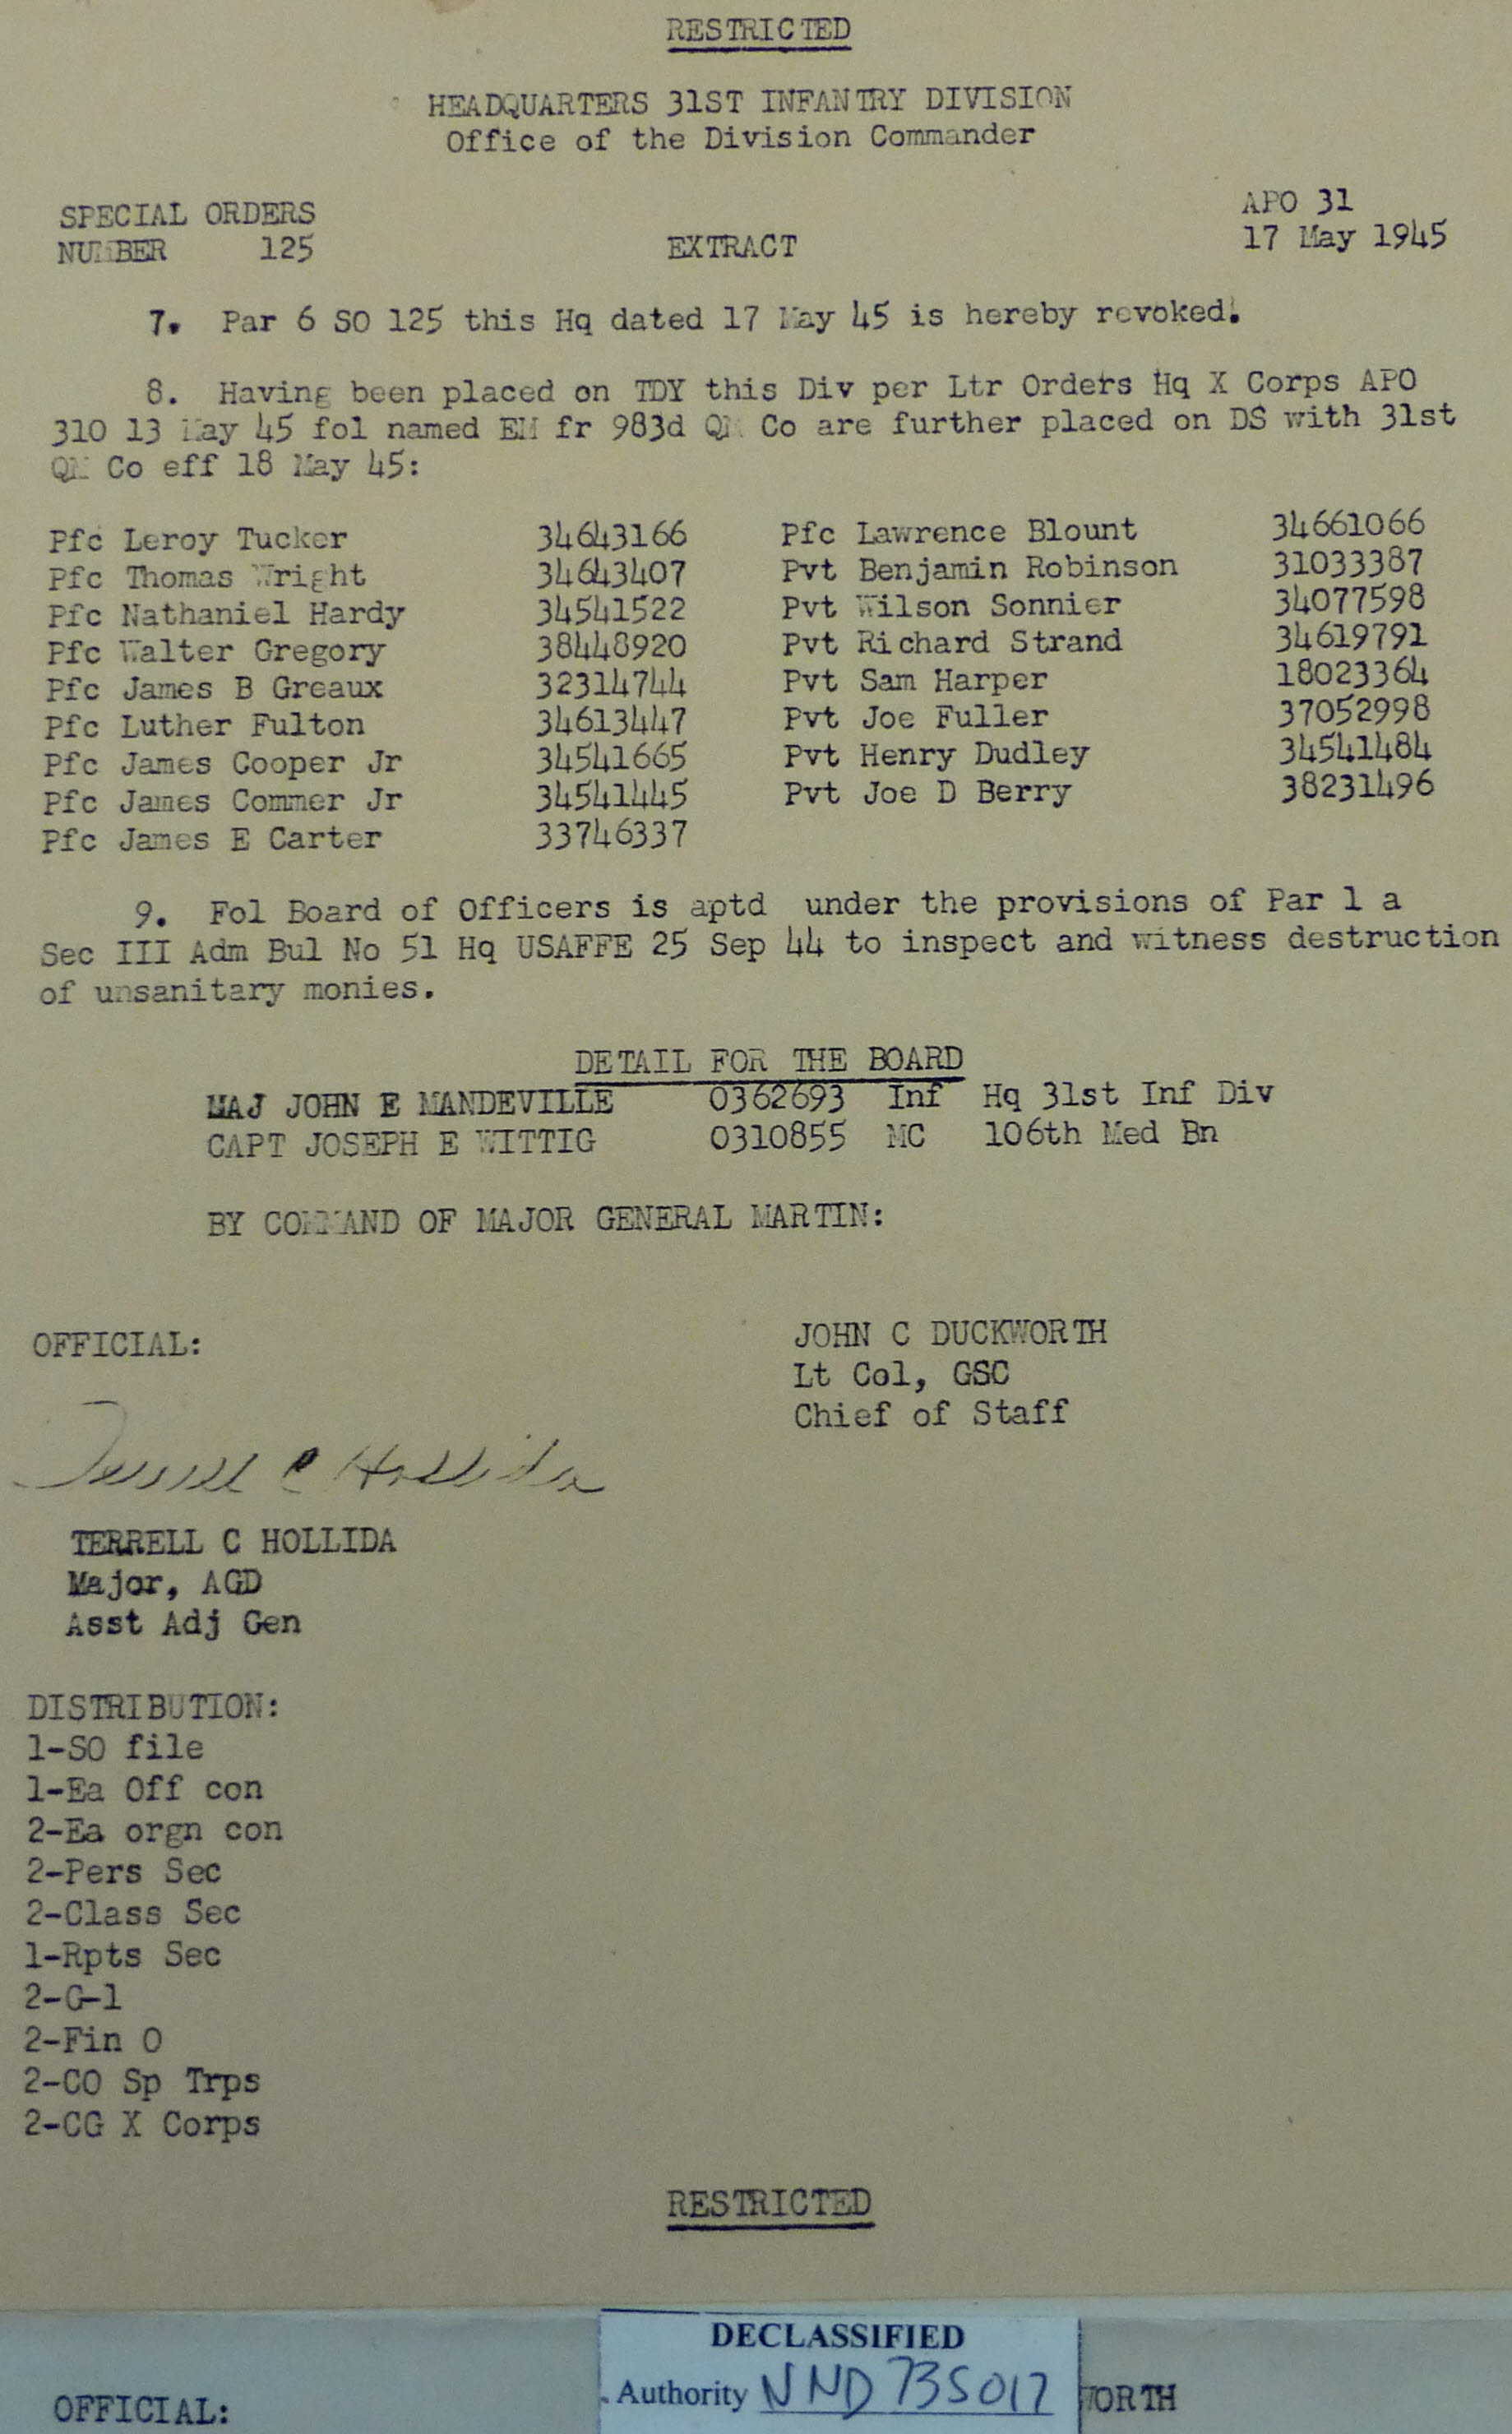 RESTRICTED
HEADQUARTERS 31ST INFANTRY DIVISION
Office of the Division Commander
SPECIAL ORDERS APO 31
NUMBER 125 EXTRACT 17 May 1945
7. Par 6 SO 125 this Hq dated 17 May 45 is hereby revoked.
8. Having been placed on TDY this Div per Ltr Orders Hq X Corps APO
310 13 May 45 fol named EM fr 983d QM Co are further placed on DS with 31st
QM Co eff 18 May 45:
Pfc Leroy Tucker 34643166 Pfc Lawrence Blount 34661066
Pfc Thomas Wright 34643407 Pvt Benjamin Robinson 31033387
Pfc Nathaniel Hardy 34541522 Pvt Wilson Sonnier 34077598
Pfc Walter Gregory 38448920 Pvt Richard Strand 34619791
Pfc James B Greaux 32314744 Pvt Sam Harper 18023364
Pfc Luther Fulton 34613447 Pvt Joe Fuller 37052998
Pfc James Cooper Jr 34541665 Pvt Henry Dudley 34541484
Pfc James Commer Jr 34541445 Pvt Joe D Berry 38231496
Pfc James E Carter 33746337
9. Fol Board of Officers is aptd under the provisions of Par 1 a
Sec III Adm Bul No 51 Hq USAFFE 25 Sep 44 to inspect and witness destruction
of unsanitary monies.
DETAIL FOR THE BOARD
MAJ JOHN E MANDEVILLE 0362693 Inf Hq 31st Inf Div
CAPT JOSEPH E WITTIG 0310855 MC 106th Med Bn
BY COMMAND OF MAJOR GENERAL MARTIN:
OFFICIAL:
JOHN C DUCKWORTH
Lt Col, GSC
Chief of Staff
Terrell C Hollida
TERRELL C HOLLIDA
Major, AGD
Asst Adj Gen
DISTRIBUTION:
1-SO file
1-Ea Off con
2-Ea orgn con
2-Pers Sec
2-Class Sec
1-Rpts Sec
2-G-1
2-Fin O
2-CO Sp Trps
2-CG X Corps
RESTRICTED
DECLASSIFIED
Authority NND 735017
OFFICIAL: WORTH